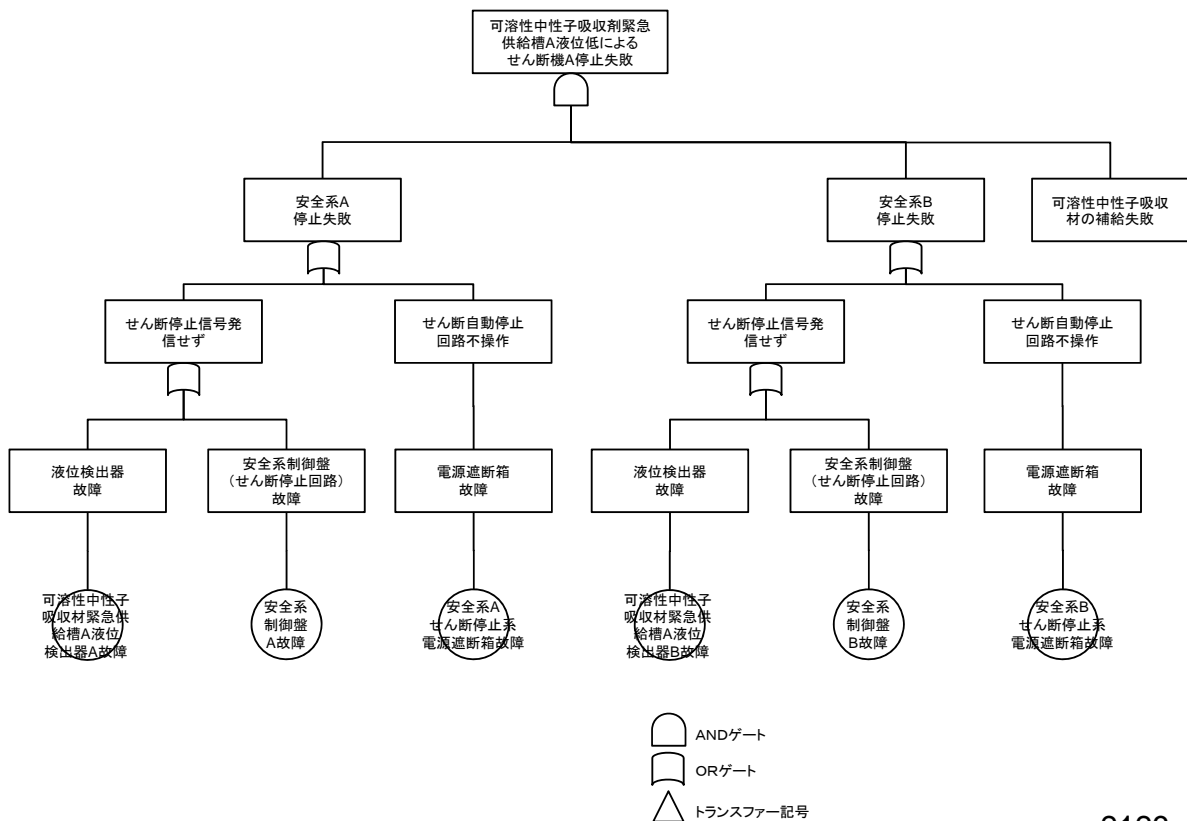 可溶性中性子吸収剤緊急
供給槽A液位低による
せん断機A停止失敗
安全系A
停止失敗
安全系B
停止失敗
可溶性中性子吸収
材の補給失敗
せん断停止信号発
信せず
せん断自動停止
回路不操作
せん断停止信号発
信せず
せん断自動停止
回路不操作
液位検出器
故障
安全系制御盤
（せん断停止回路）
故障
電源遮断箱
故障
液位検出器
故障
安全系制御盤
（せん断停止回路）
故障
電源遮断箱
故障
可溶性中性子
吸収材緊急供
給槽A液位
検出器A故障
安全系
制御盤
A故障
安全系A
せん断停止系
電源遮断箱故障
可溶性中性子
吸収材緊急供
給槽A液位
検出器B故障
安全系
制御盤
B故障
安全系B
せん断停止系
電源遮断箱故障
ANDゲート
ORゲート
トランスファー記号